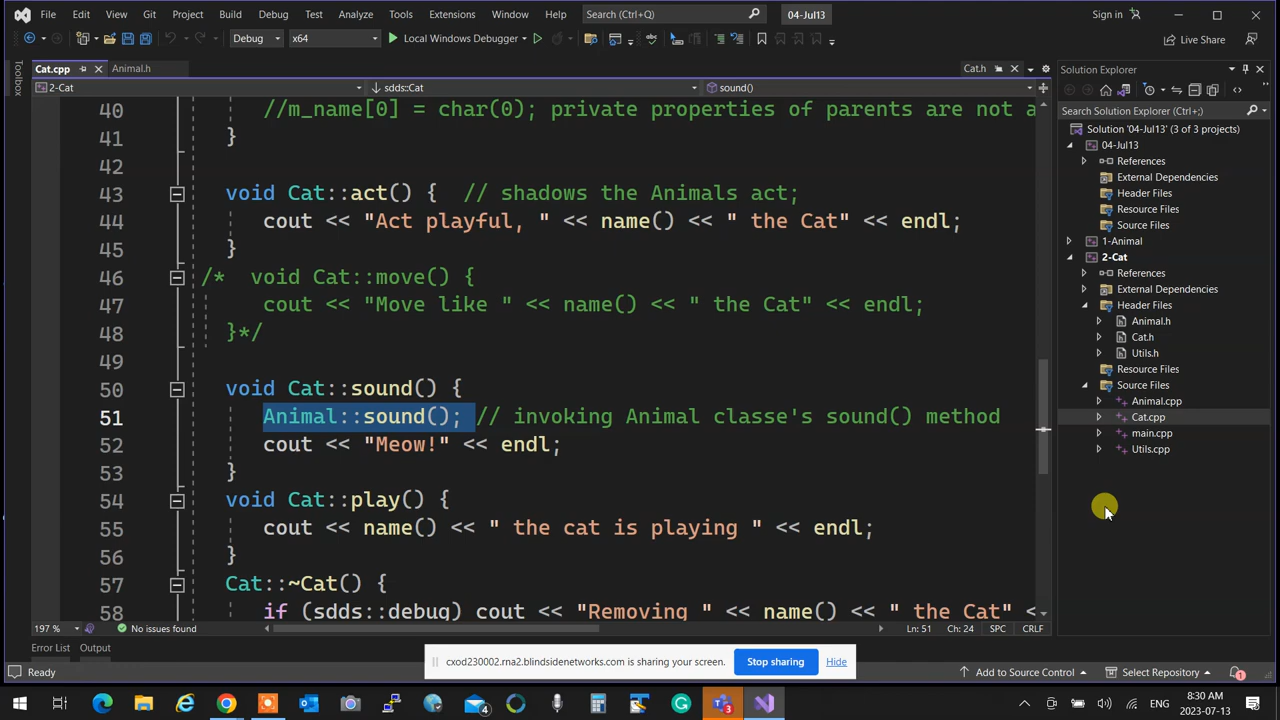 File Edit View Git Project Build Debug Test Analyze Tools Extensions Window Help Search (Ctrl+Q) 04-Jul13 Sign in
Debug x64 Local Windows Debugger Live Share
Toolbox
Cat.cpp Animal.h Cat.h
2-Cat sdds::Cat sound()
40 //m_name[0] = char(0); private properties of parents are not a
41 }
42
43 void Cat::act() { // shadows the Animals act;
44 cout << "Act playful, " << name() << " the Cat" << endl;
45 }
46 /* void Cat::move() {
47 cout << "Move like " << name() << " the Cat" << endl;
48 }*/
49
50 void Cat::sound() {
51 Animal::sound(); // invoking Animal classe's sound() method
52 cout << "Meow!" << endl;
53 }
54 void Cat::play() {
55 cout << name() << " the cat is playing " << endl;
56 }
57 Cat::~Cat() {
58 if (sdds::debug) cout << "Removing " << name() << " the Cat" <
197 % No issues found Ln: 51 Ch: 24 SPC CRLF
Error List Output
Ready Add to Source Control Select Repository 1
Solution Explorer
Search Solution Explorer (Ctrl+;)
Solution '04-Jul13' (3 of 3 projects)
04-Jul13
References
External Dependencies
Header Files
Resource Files
Source Files
1-Animal
2-Cat
References
External Dependencies
Header Files
Animal.h
Cat.h
Utils.h
Resource Files
Source Files
Animal.cpp
Cat.cpp
main.cpp
Utils.cpp
cxod230002.rna2.blindsidenetworks.com is sharing your screen. Stop sharing Hide
4 3 ENG 8:30 AM
2023-07-13